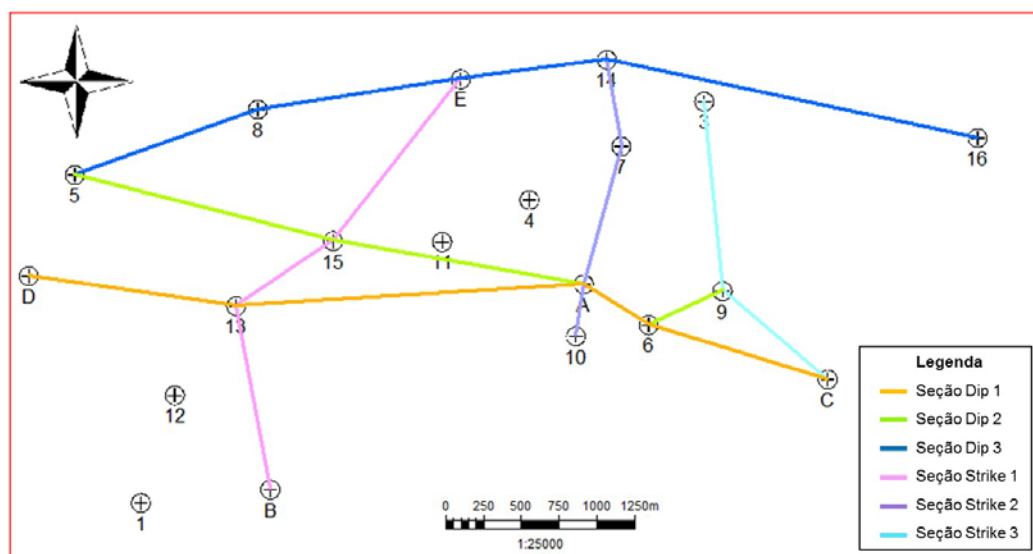 14
E
3
8
16
7
5
4
15
11
D
A
13
9
6
10
C
12
B
1
0 250 500 750 1000 1250m
1:25000
Legenda
Seção Dip 1
Seção Dip 2
Seção Dip 3
Seção Strike 1
Seção Strike 2
Seção Strike 3